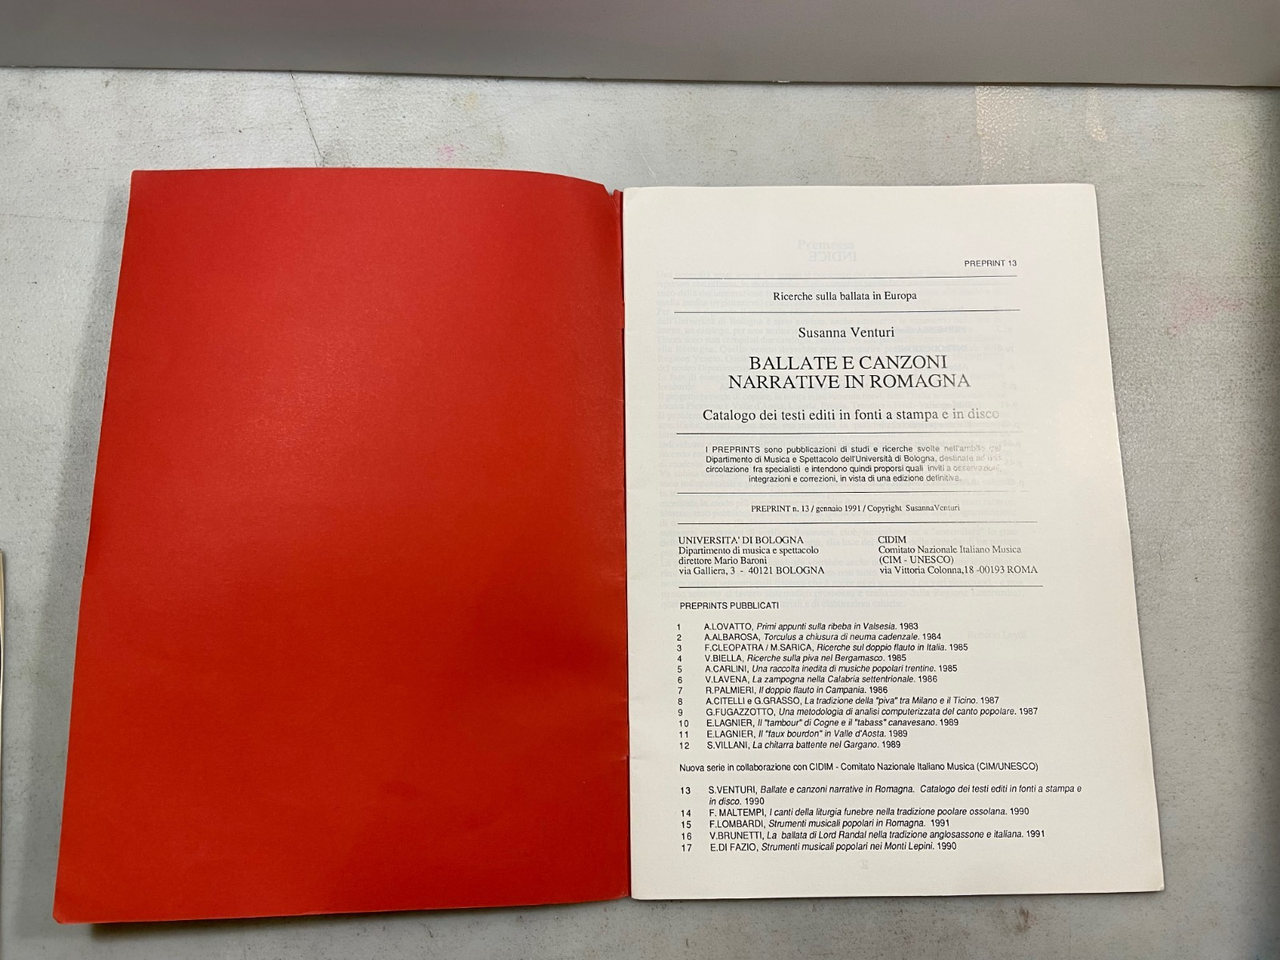 PREPRINT 13
Ricerche sulla ballata in Europa
Susanna Venturi
BALLATE E CANZONI
NARRATIVE IN ROMAGNA
Catalogo dei testi editi in fonti a stampa e in disco
I PREPRINTS sono pubblicazioni di studi e ricerche svolte nell'ambito del
Dipartimento di Musica e Spettacolo dell'Università di Bologna, destinate ad una
circolazione fra specialisti e intendono quindi proporsi quali inviti a osservazioni,
integrazioni e correzioni, in vista di una edizione definitiva.
PREPRINT n. 13 / gennaio 1991 / Copyright SusannaVenturi
UNIVERSITA' DI BOLOGNA
Dipartimento di musica e spettacolo
direttore Mario Baroni
via Galliera, 3 - 40121 BOLOGNA
CIDIM
Comitato Nazionale Italiano Musica
(CIM - UNESCO)
via Vittoria Colonna,18 -00193 ROMA
PREPRINTS PUBBLICATI
1 A.LOVATTO, Primi appunti sulla ribeba in Valsesia. 1983
2 A.ALBAROSA, Torculus a chiusura di neuma cadenzale. 1984
3 F.CLEOPATRA / M.SARICA, Ricerche sul doppio flauto in Italia. 1985
4 V.BIELLA, Ricerche sulla piva nel Bergamasco. 1985
5 A.CARLINI, Una raccolta inedita di musiche popolari trentine. 1985
6 V.LAVENA, La zampogna nella Calabria settentrionale. 1986
7 R.PALMIERI, Il doppio flauto in Campania. 1986
8 A.CITELLI e G.GRASSO, La tradizione della "piva" tra Milano e il Ticino. 1987
9 G.FUGAZZOTTO, Una metodologia di analisi computerizzata del canto popolare. 1987
10 E.LAGNIER, Il "tambour" di Cogne e il "tabass" canavesano. 1989
11 E.LAGNIER, Il "faux bourdon" in Valle d'Aosta. 1989
12 S.VILLANI, La chitarra battente nel Gargano. 1989
Nuova serie in collaborazione con CIDIM - Comitato Nazionale Italiano Musica (CIM/UNESCO)
13 S.VENTURI, Ballate e canzoni narrative in Romagna. Catalogo dei testi editi in fonti a stampa e
in disco. 1990
14 F. MALTEMPI, I canti della liturgia funebre nella tradizione poolare ossolana. 1990
15 F.LOMBARDI, Strumenti musicali popolari in Romagna. 1991
16 V.BRUNETTI, La ballata di Lord Randal nella tradizione anglosassone e italiana. 1991
17 E.DI FAZIO, Strumenti musicali popolari nei Monti Lepini. 1990